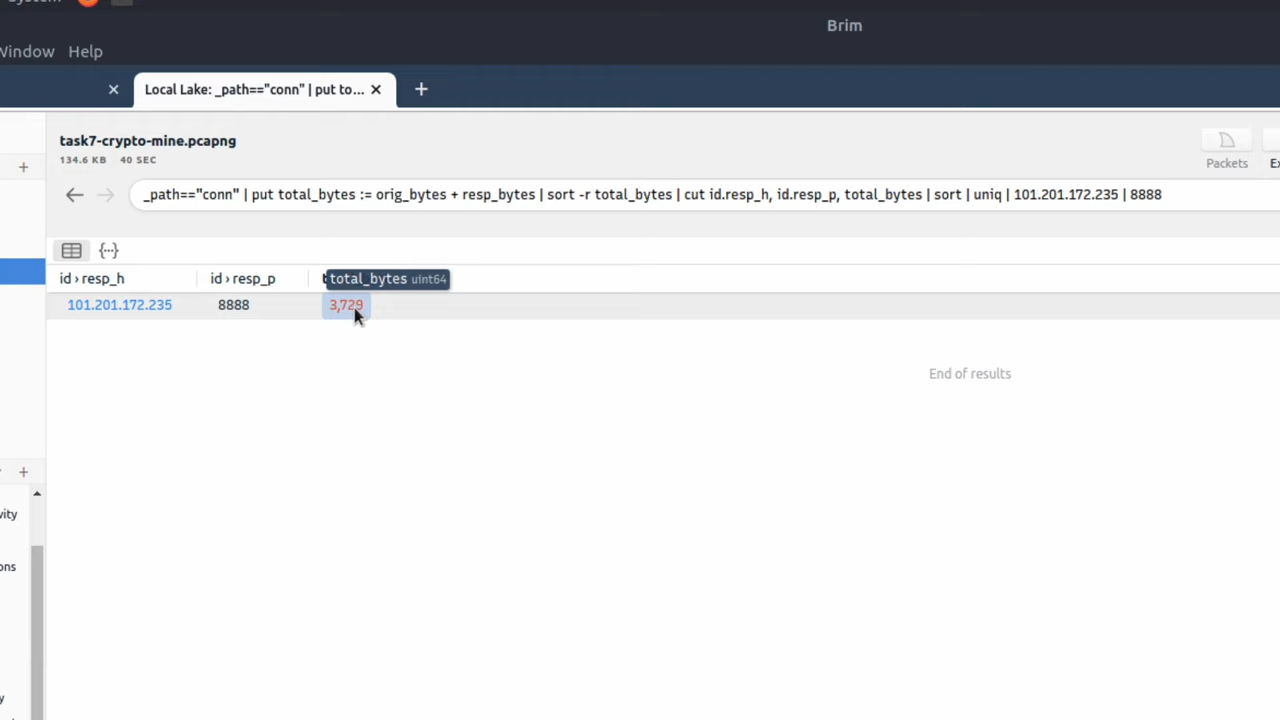 System
Brim
Window Help
Local Lake: _path=="conn" | put to...
task7-crypto-mine.pcapng
134.6 KB 40 SEC
Packets
_path=="conn" | put total_bytes := orig_bytes + resp_bytes | sort -r total_bytes | cut id.resp_h, id.resp_p, total_bytes | sort | uniq | 101.201.172.235 | 8888
id › resp_h id › resp_p total_bytes uint64
101.201.172.235 8888 3,729
End of results